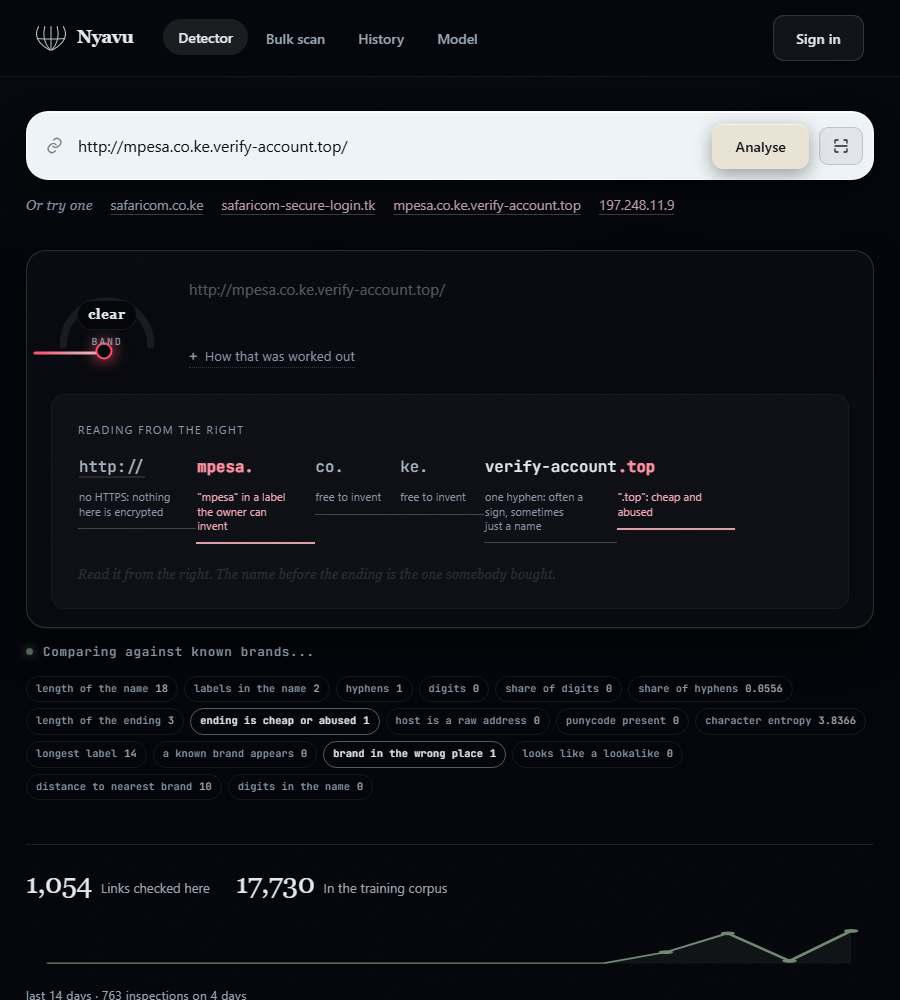 Nyavu Detector Bulk scan History Model Sign in
http://mpesa.co.ke.verify-account.top/ Analyse
Or try one safaricom.co.ke safaricom-secure-login.tk mpesa.co.ke.verify-account.top 197.248.11.9
http://mpesa.co.ke.verify-account.top/
clear
BAND
+ How that was worked out
READING FROM THE RIGHT
http:// mpesa. co. ke. verify-account.top
no HTTPS: nothing here is encrypted
"mpesa" in a label the owner can invent
free to invent
free to invent
one hyphen: often a sign, sometimes just a name
".top": cheap and abused
Read it from the right. The name before the ending is the one somebody bought.
Comparing against known brands...
length of the name 18 labels in the name 2 hyphens 1 digits 0 share of digits 0 share of hyphens 0.0556
length of the ending 3 ending is cheap or abused 1 host is a raw address 0 punycode present 0 character entropy 3.8366
longest label 14 a known brand appears 0 brand in the wrong place 1 looks like a lookalike 0
distance to nearest brand 10 digits in the name 0
1,054 Links checked here 17,730 In the training corpus
last 14 days · 763 inspections on 4 days